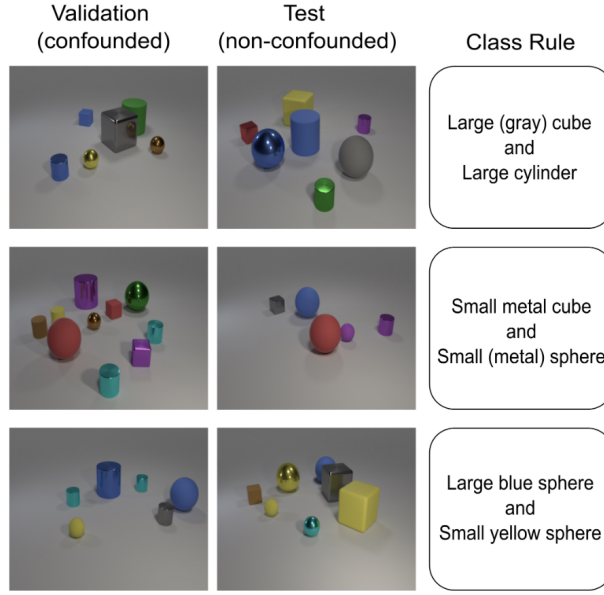 Validation
(confounded)
Test
(non-confounded)
Class Rule
Large (gray) cube
and
Large cylinder
Small metal cube
and
Small (metal) sphere
Large blue sphere
and
Small yellow sphere